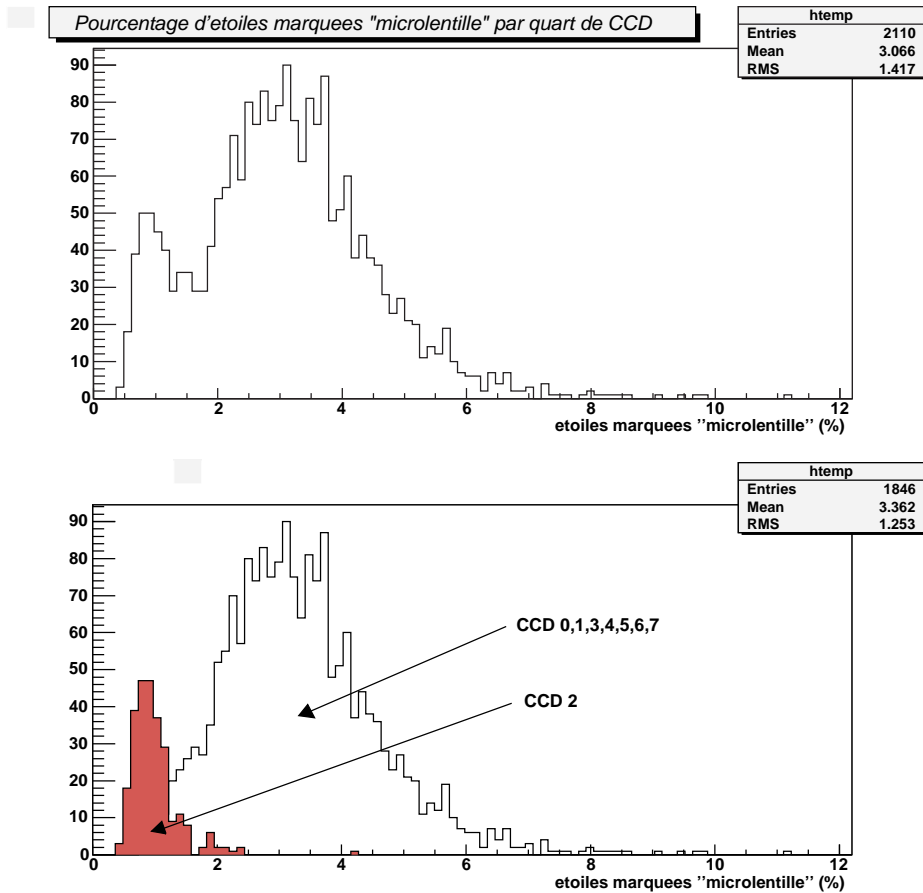 Pourcentage d'etoiles marquees "microlentille" par quart de CCD
htemp
Entries 2110
Mean 3.066
RMS 1.417
90
80
70
60
50
40
30
20
10
0
0 2 4 6 8 10 12
etoiles marquees ''microlentille'' (%)
htemp
Entries 1846
Mean 3.362
RMS 1.253
90
80
70
60
50
40
30
20
10
0
CCD 0,1,3,4,5,6,7
CCD 2
0 2 4 6 8 10 12
etoiles marquees ''microlentille'' (%)